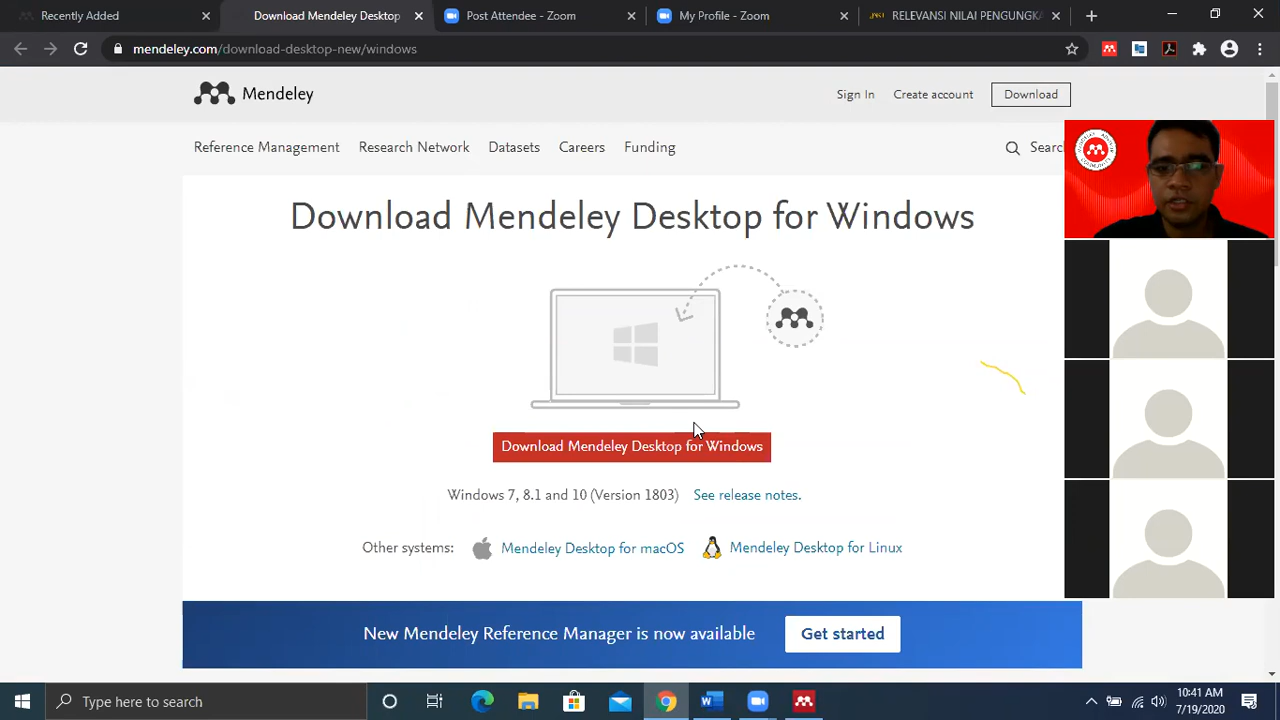 Recently Added
Download Mendeley Desktop
Post Attendee - Zoom
My Profile - Zoom
RELEVANSI NILAI PENGUNGKA
mendeley.com/download-desktop-new/windows
Mendeley
Sign In
Create account
Download
Reference Management
Research Network
Datasets
Careers
Funding
Searc
Download Mendeley Desktop for Windows
Download Mendeley Desktop for Windows
Windows 7, 8.1 and 10 (Version 1803)
See release notes.
Other systems:
Mendeley Desktop for macOS
Mendeley Desktop for Linux
New Mendeley Reference Manager is now available
Get started
Type here to search
10:41 AM
7/19/2020